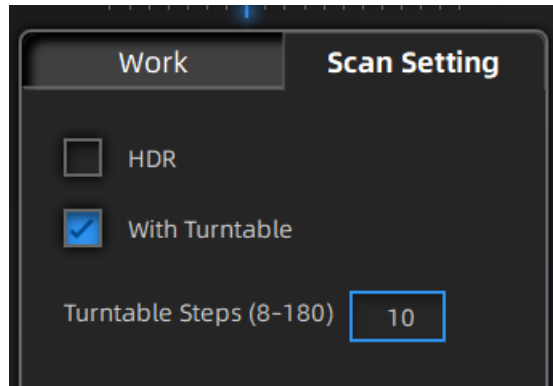 Work Scan Setting
HDR
With Turntable
Turntable Steps (8-180) 10